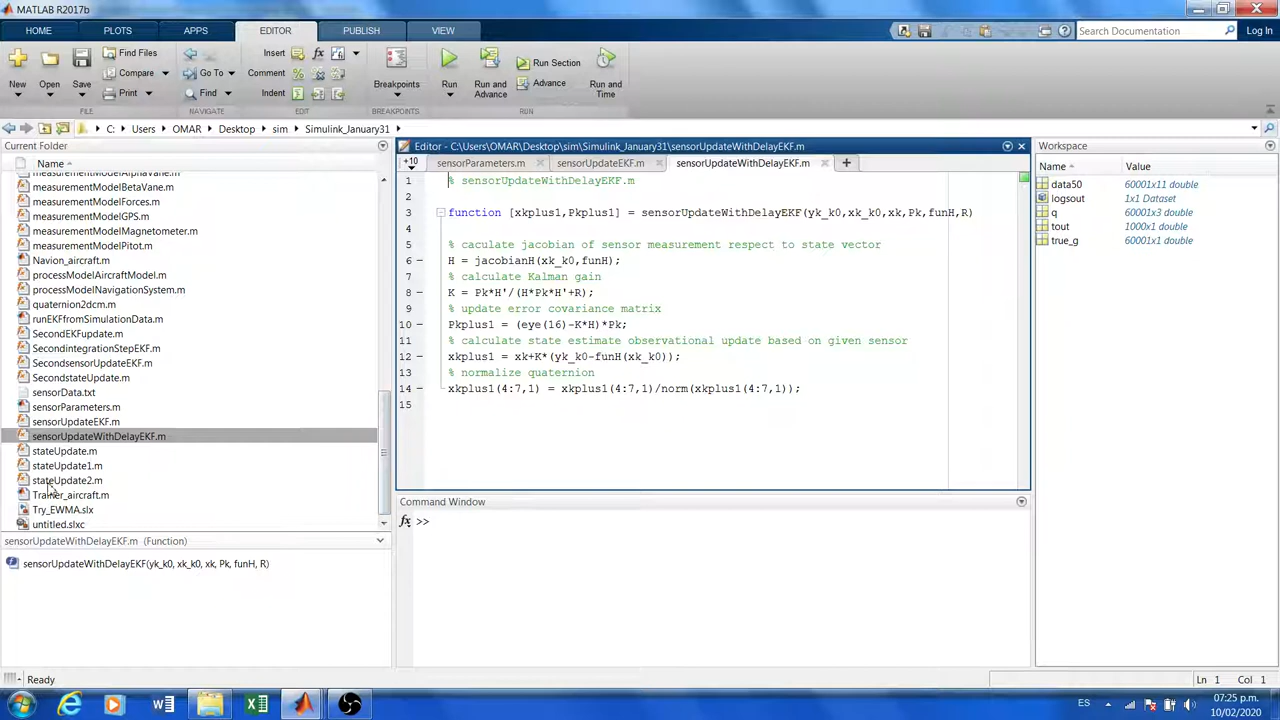 MATLAB R2017b
HOME PLOTS APPS EDITOR PUBLISH VIEW Search Documentation Log In
New Open Save Find Files Compare Print
Go To Find
Insert fx Comment Indent
Breakpoints Run Run and Advance Run Section Advance Run and Time
FILE NAVIGATE EDIT BREAKPOINTS RUN
C: Users OMAR Desktop sim Simulink_January31
Current Folder
Name
measurementModelBetaVane.m
measurementModelForces.m
measurementModelGPS.m
measurementModelMagnetometer.m
measurementModelPitot.m
Navion_aircraft.m
processModelAircraftModel.m
processModelNavigationSystem.m
quaternion2dcm.m
runEKFfromSimulationData.m
SecondEKFupdate.m
SecondintegrationStepEKF.m
SecondsensorUpdateEKF.m
SecondstateUpdate.m
sensorData.txt
sensorParameters.m
sensorUpdateEKF.m
sensorUpdateWithDelayEKF.m
stateUpdate.m
stateUpdate1.m
stateUpdate2.m
Trainer_aircraft.m
Try_EWMA.slx
untitled.slxc
sensorUpdateWithDelayEKF.m (Function)
sensorUpdateWithDelayEKF(yk_k0, xk_k0, xk, Pk, funH, R)
Editor - C:\Users\OMAR\Desktop\sim\Simulink_January31\sensorUpdateWithDelayEKF.m
+10 sensorParameters.m sensorUpdateEKF.m sensorUpdateWithDelayEKF.m
1 % sensorUpdateWithDelayEKF.m
2
3 function [xkplus1,Pkplus1] = sensorUpdateWithDelayEKF(yk_k0,xk_k0,xk,Pk,funH,R)
4
5 % caculate jacobian of sensor measurement respect to state vector
6 – H = jacobianH(xk_k0,funH);
7 % calculate Kalman gain
8 – K = Pk*H'/(H*Pk*H'+R);
9 % update error covariance matrix
10 – Pkplus1 = (eye(16)-K*H)*Pk;
11 % calculate state estimate observational update based on given sensor
12 – xkplus1 = xk+K*(yk_k0-funH(xk_k0));
13 % normalize quaternion
14 – xkplus1(4:7,1) = xkplus1(4:7,1)/norm(xkplus1(4:7,1));
15
Command Window
fx >>
Workspace
Name Value
data50 60001x11 double
logsout 1x1 Dataset
q 60001x3 double
tout 1000x1 double
true_g 60001x1 double
Ready Ln 1 Col 1
ES 07:25 p.m.
10/02/2020